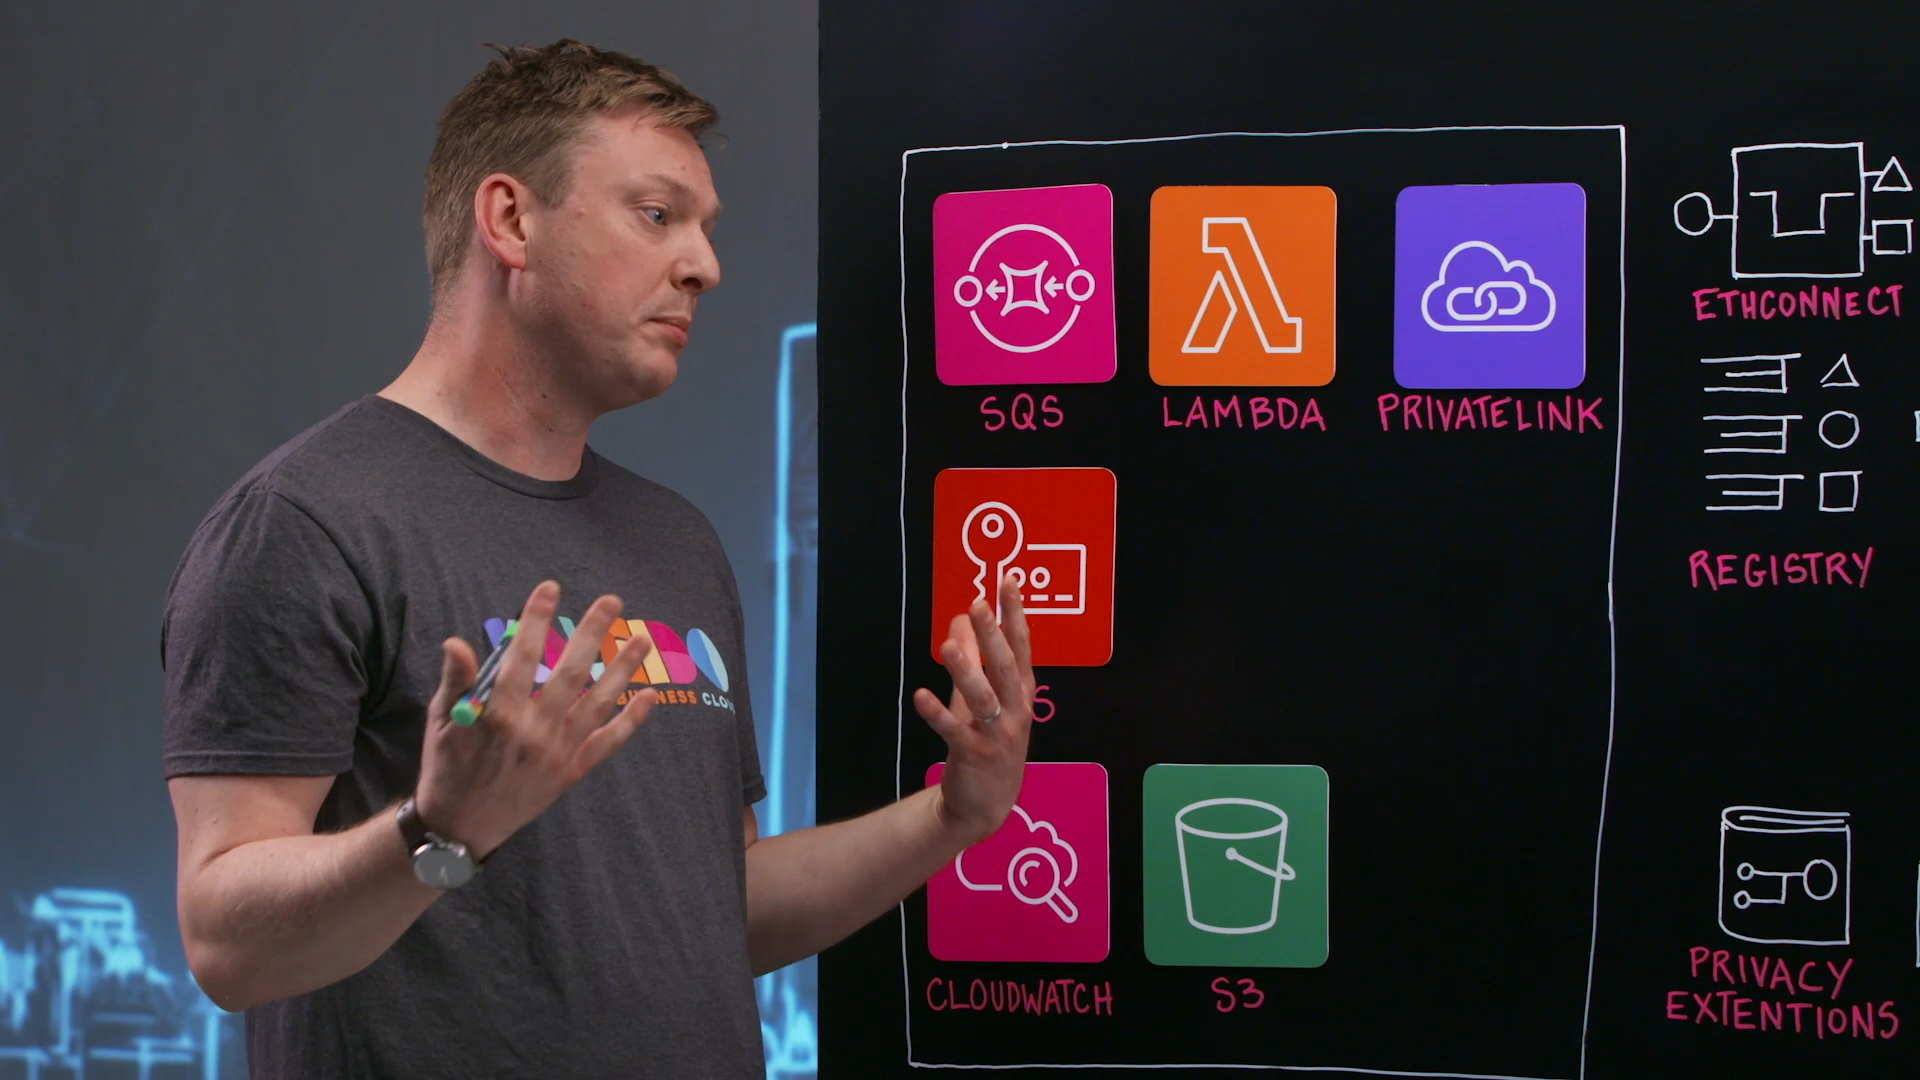 SQS
LAMBDA
PRIVATELINK
ETHCONNECT
REGISTRY
CLOUDWATCH
S3
PRIVACY
EXTENTIONS